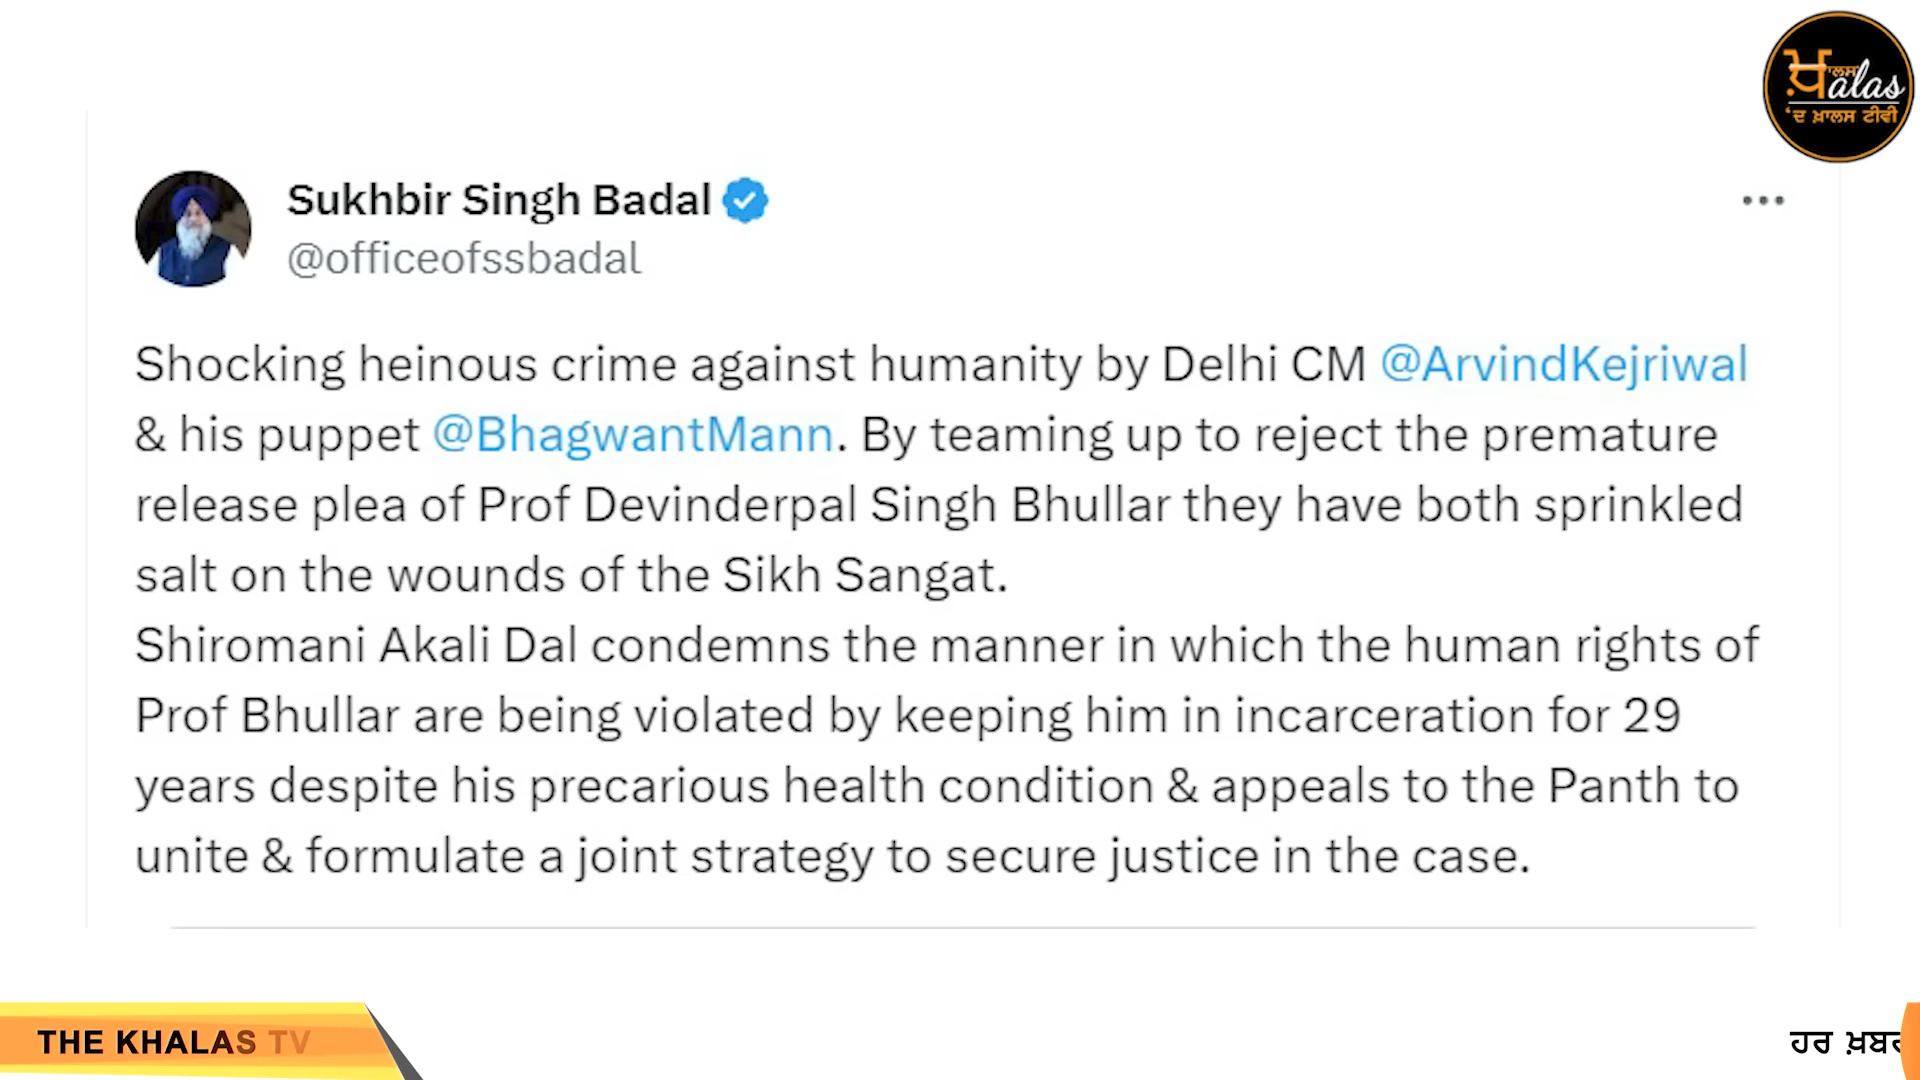 ਖ਼ਾਲਸ
alas
'ਦ ਖ਼ਾਲਸ ਟੀਵੀ
Sukhbir Singh Badal
@officeofssbadal
Shocking heinous crime against humanity by Delhi CM @ArvindKejriwal
& his puppet @BhagwantMann. By teaming up to reject the premature
release plea of Prof Devinderpal Singh Bhullar they have both sprinkled
salt on the wounds of the Sikh Sangat.
Shiromani Akali Dal condemns the manner in which the human rights of
Prof Bhullar are being violated by keeping him in incarceration for 29
years despite his precarious health condition & appeals to the Panth to
unite & formulate a joint strategy to secure justice in the case.
THE KHALAS TV
ਹਰ ਖ਼ਬਰ